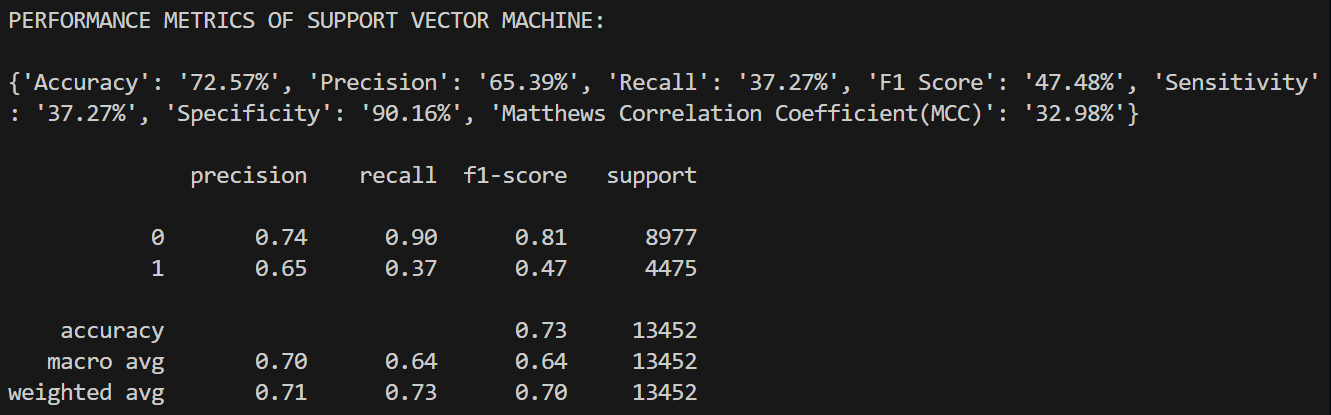 PERFORMANCE METRICS OF SUPPORT VECTOR MACHINE:
{'Accuracy': '72.57%', 'Precision': '65.39%', 'Recall': '37.27%', 'F1 Score': '47.48%', 'Sensitivity'
: '37.27%', 'Specificity': '90.16%', 'Matthews Correlation Coefficient(MCC)': '32.98%'}
precision recall f1-score support
0 0.74 0.90 0.81 8977
1 0.65 0.37 0.47 4475
accuracy 0.73 13452
macro avg 0.70 0.64 0.64 13452
weighted avg 0.71 0.73 0.70 13452